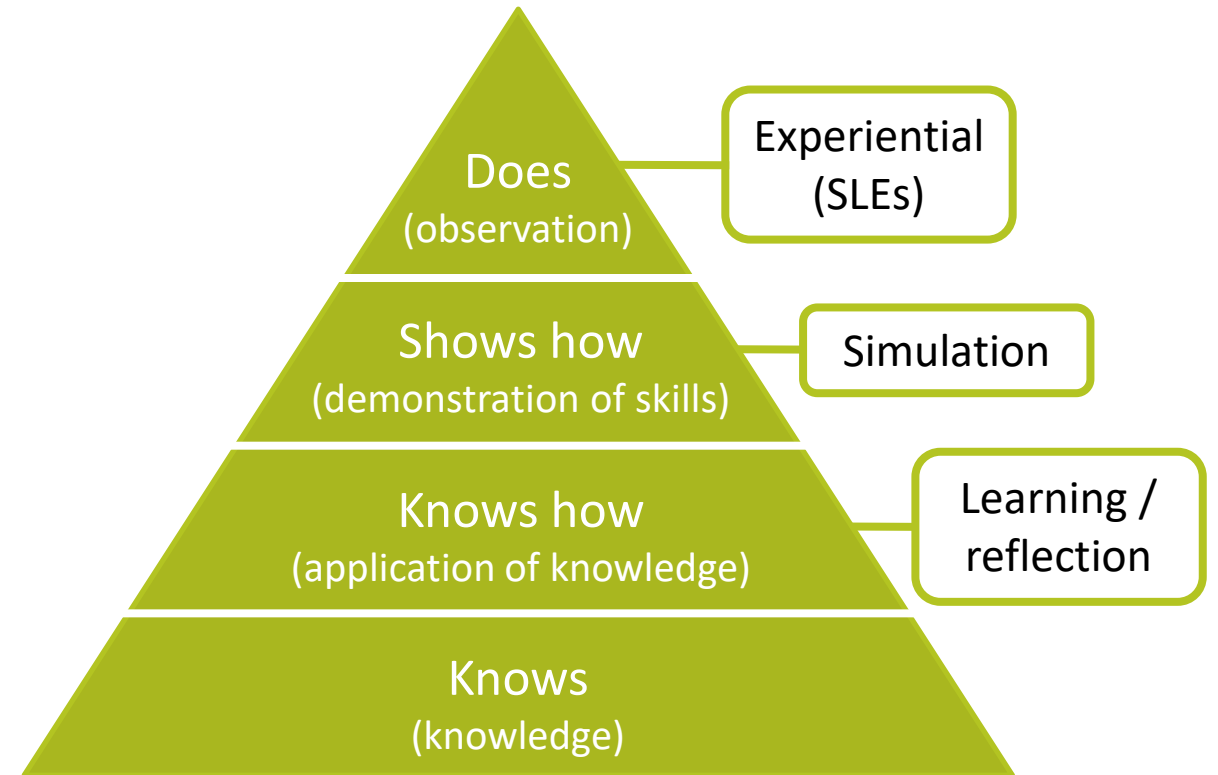 Does
(observation)
Experiential
(SLEs)
Shows how
(demonstration of skills)
Simulation
Knows how
(application of knowledge)
Learning /
reflection
Knows
(knowledge)